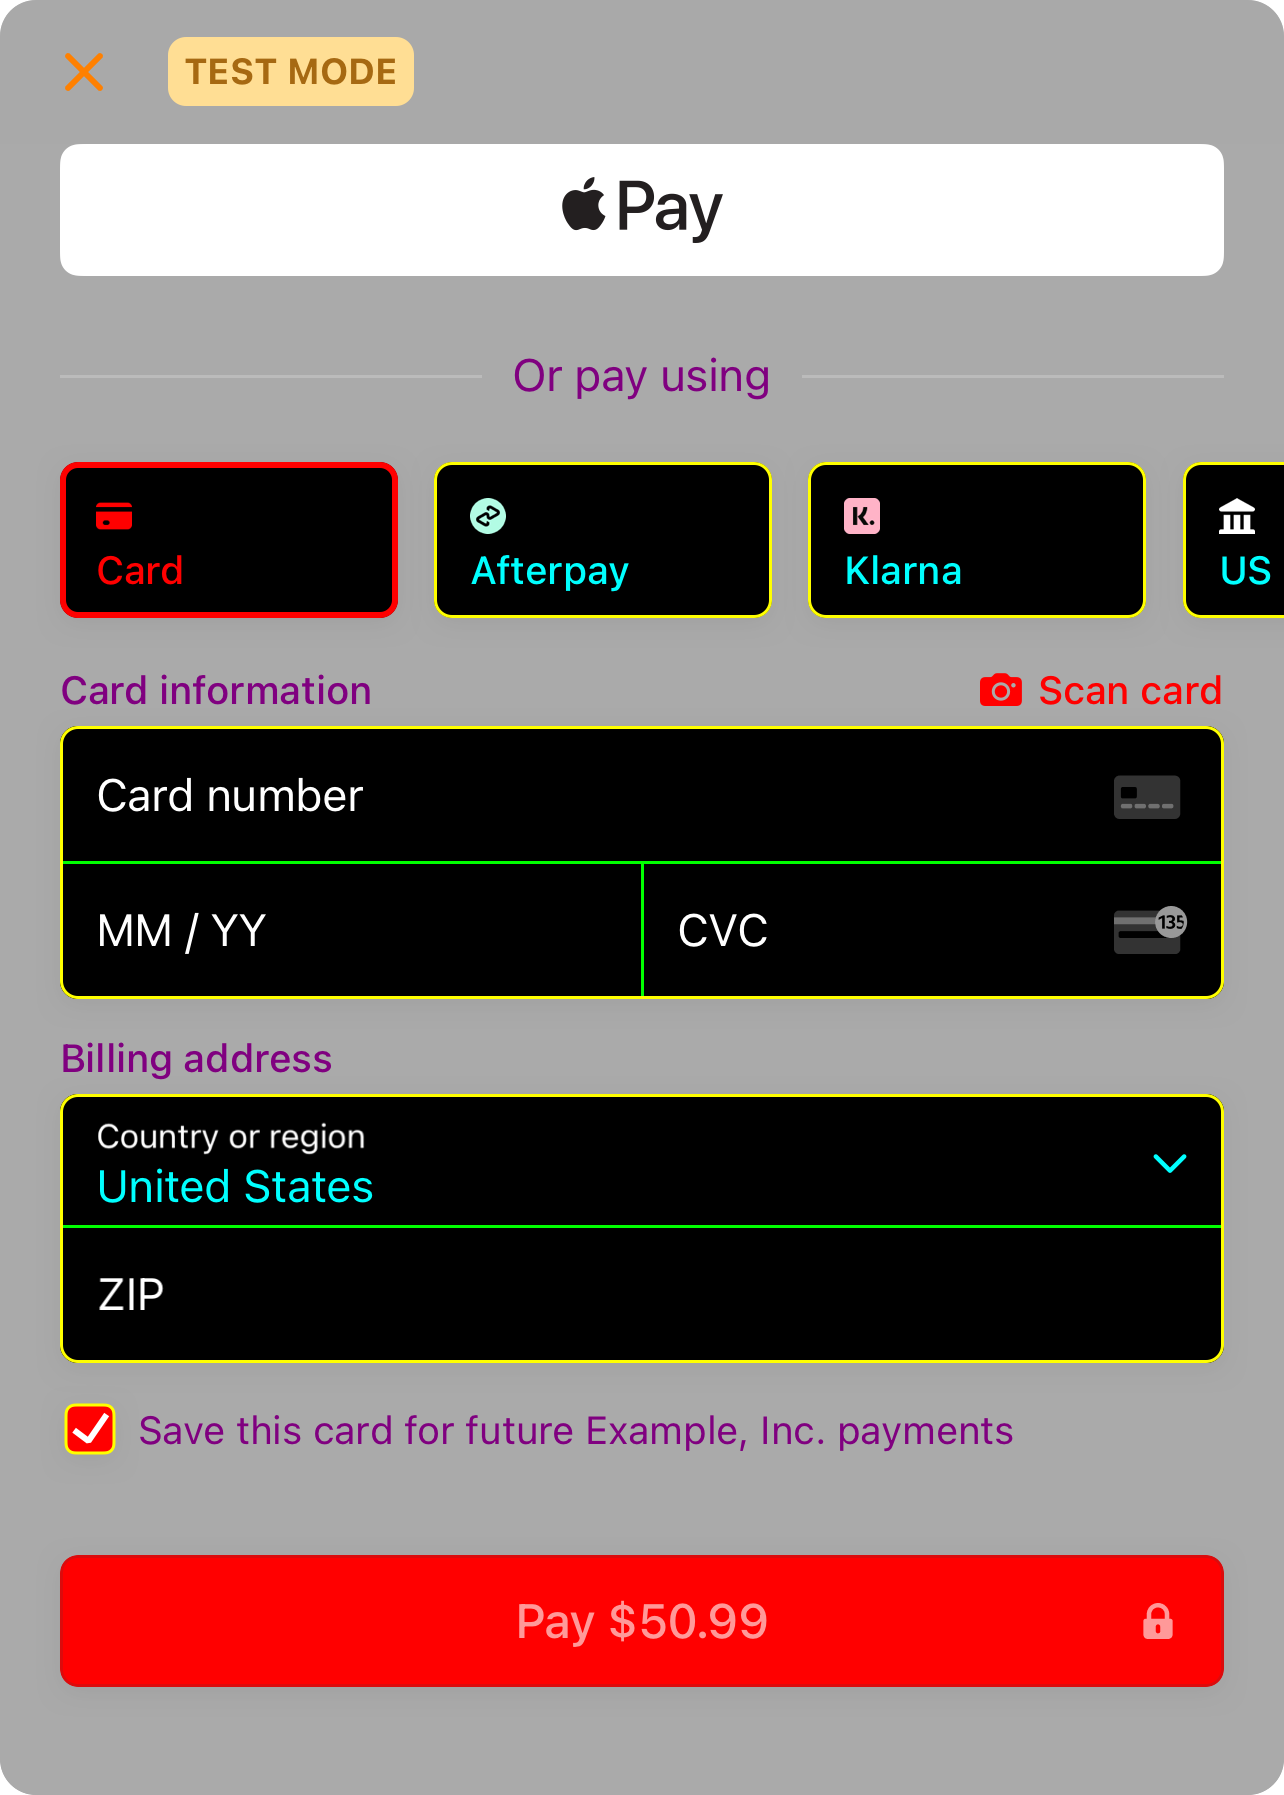 TEST MODE
Pay
Or pay using
Card
Afterpay
K.
Klarna
US
Card information
Scan card
Card number
MM / YY
CVC
135
Billing address
Country or region
United States
ZIP
Save this card for future Example, Inc. payments
Pay $50.99